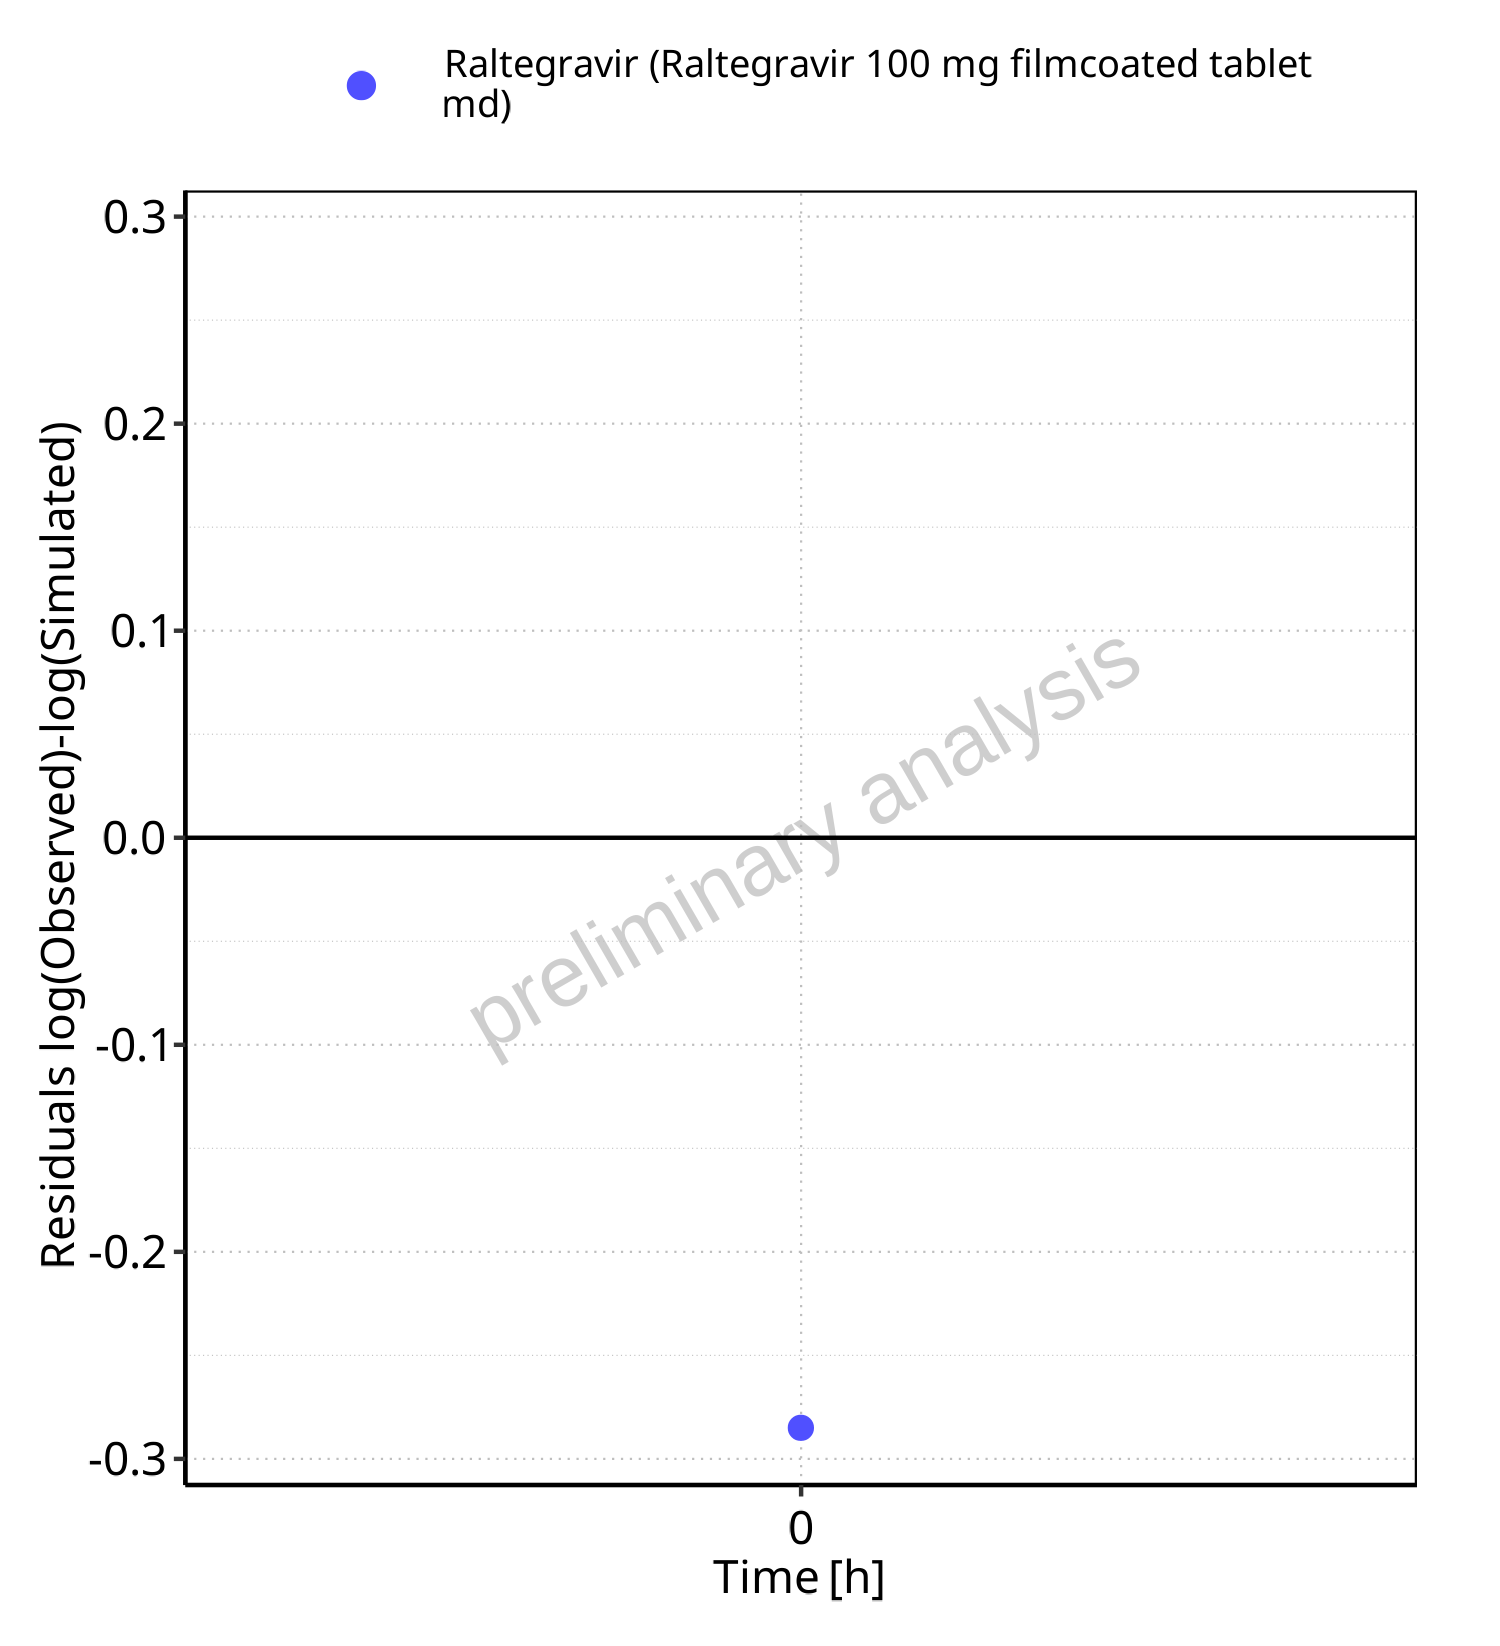 Raltegravir (Raltegravir 100 mg filmcoated tablet
md)
0.3
0.2
0.1
0.0
-0.1
-0.2
-0.3
Residuals log(Observed)-log(Simulated)
preliminary analysis
0
Time [h]